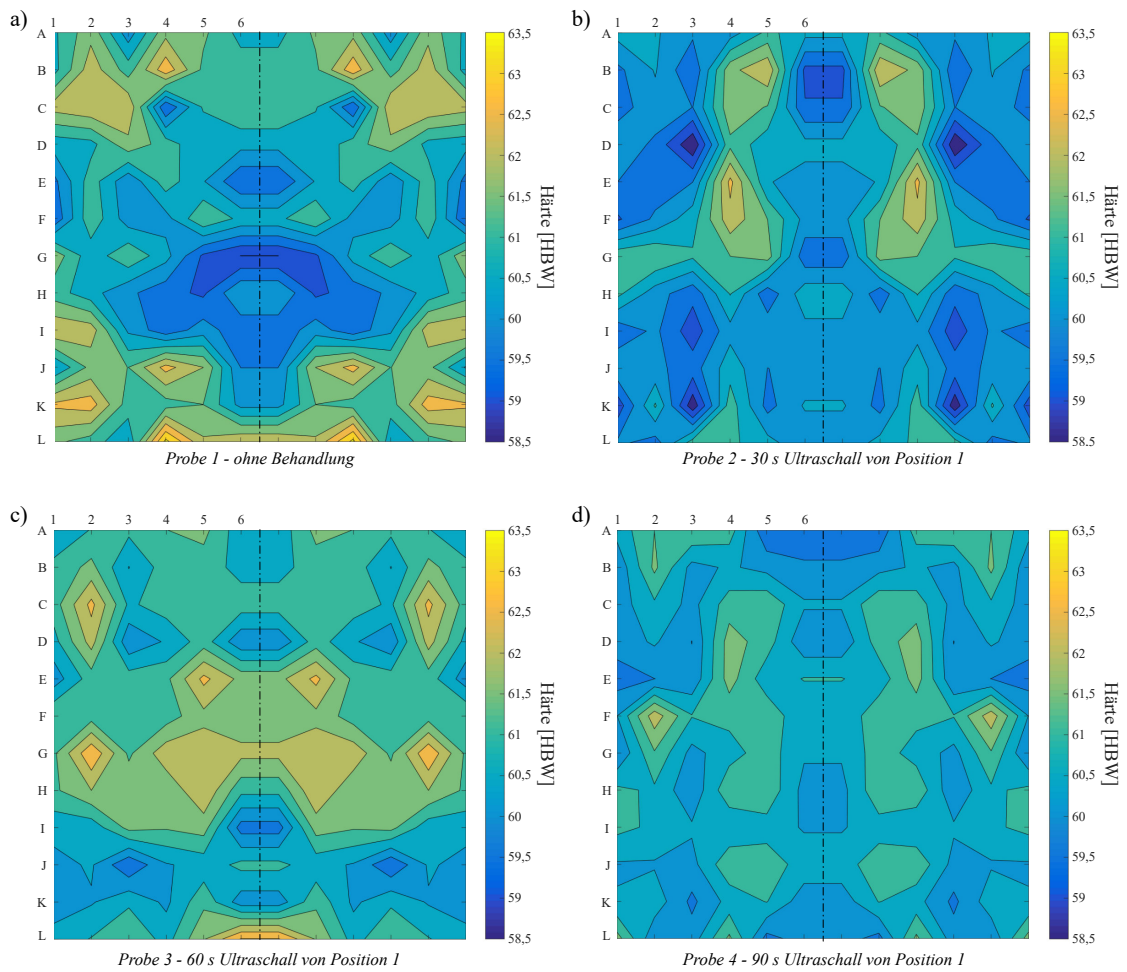 a)
1 2 3 4 5 6
A
B
C
D
E
F
G
H
I
J
K
L
63,5
63
62,5
62
61,5
61
60,5
60
59,5
59
58,5
Härte [HBW]
Probe 1 - ohne Behandlung
b)
1 2 3 4 5 6
A
B
C
D
E
F
G
H
I
J
K
L
63,5
63
62,5
62
61,5
61
60,5
60
59,5
59
58,5
Härte [HBW]
Probe 2 - 30 s Ultraschall von Position 1
c)
1 2 3 4 5 6
A
B
C
D
E
F
G
H
I
J
K
L
63,5
63
62,5
62
61,5
61
60,5
60
59,5
59
58,5
Härte [HBW]
Probe 3 - 60 s Ultraschall von Position 1
d)
1 2 3 4 5 6
A
B
C
D
E
F
G
H
I
J
K
L
63,5
63
62,5
62
61,5
61
60,5
60
59,5
59
58,5
Härte [HBW]
Probe 4 - 90 s Ultraschall von Position 1